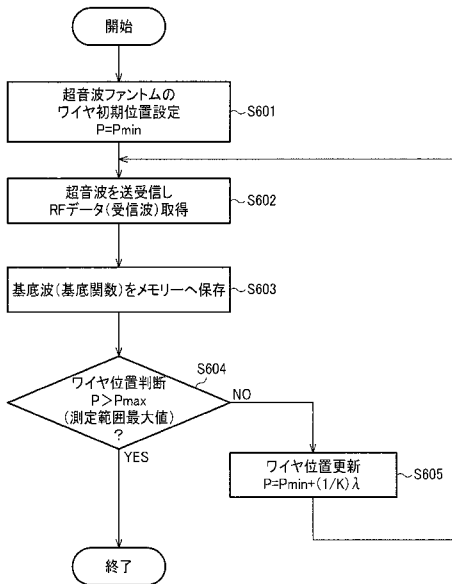 開始
超音波ファントムの
ワイヤ初期位置設定
P=Pmin
S601
超音波を送受信し
RFデータ(受信波)取得
S602
基底波(基底関数)をメモリーへ保存
S603
S604
ワイヤ位置判断
P>Pmax
(測定範囲最大値)
?
NO
YES
ワイヤ位置更新
P=Pmin+(1/K)λ
S605
終了